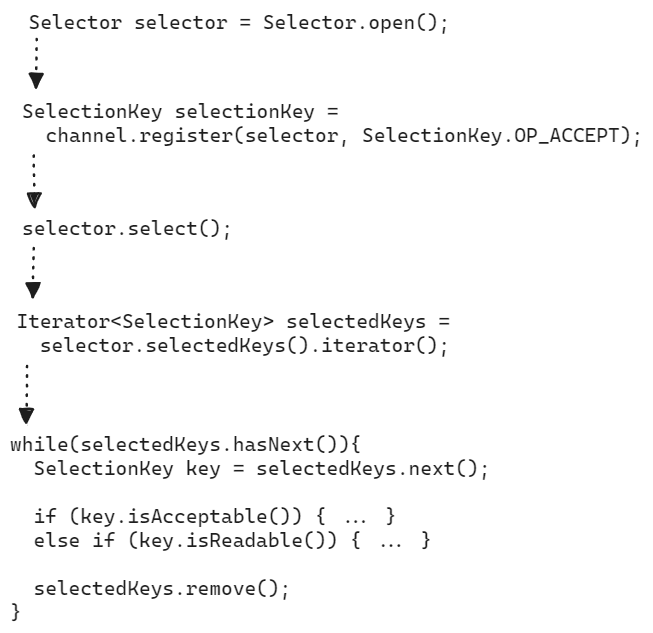 Selector selector = Selector.open();
SelectionKey selectionKey =
channel.register(selector, SelectionKey.OP_ACCEPT);
selector.select();
Iterator<SelectionKey> selectedKeys =
selector.selectedKeys().iterator();
while(selectedKeys.hasNext()){
SelectionKey key = selectedKeys.next();
if (key.isAcceptable()) { ... }
else if (key.isReadable()) { ... }
selectedKeys.remove();
}